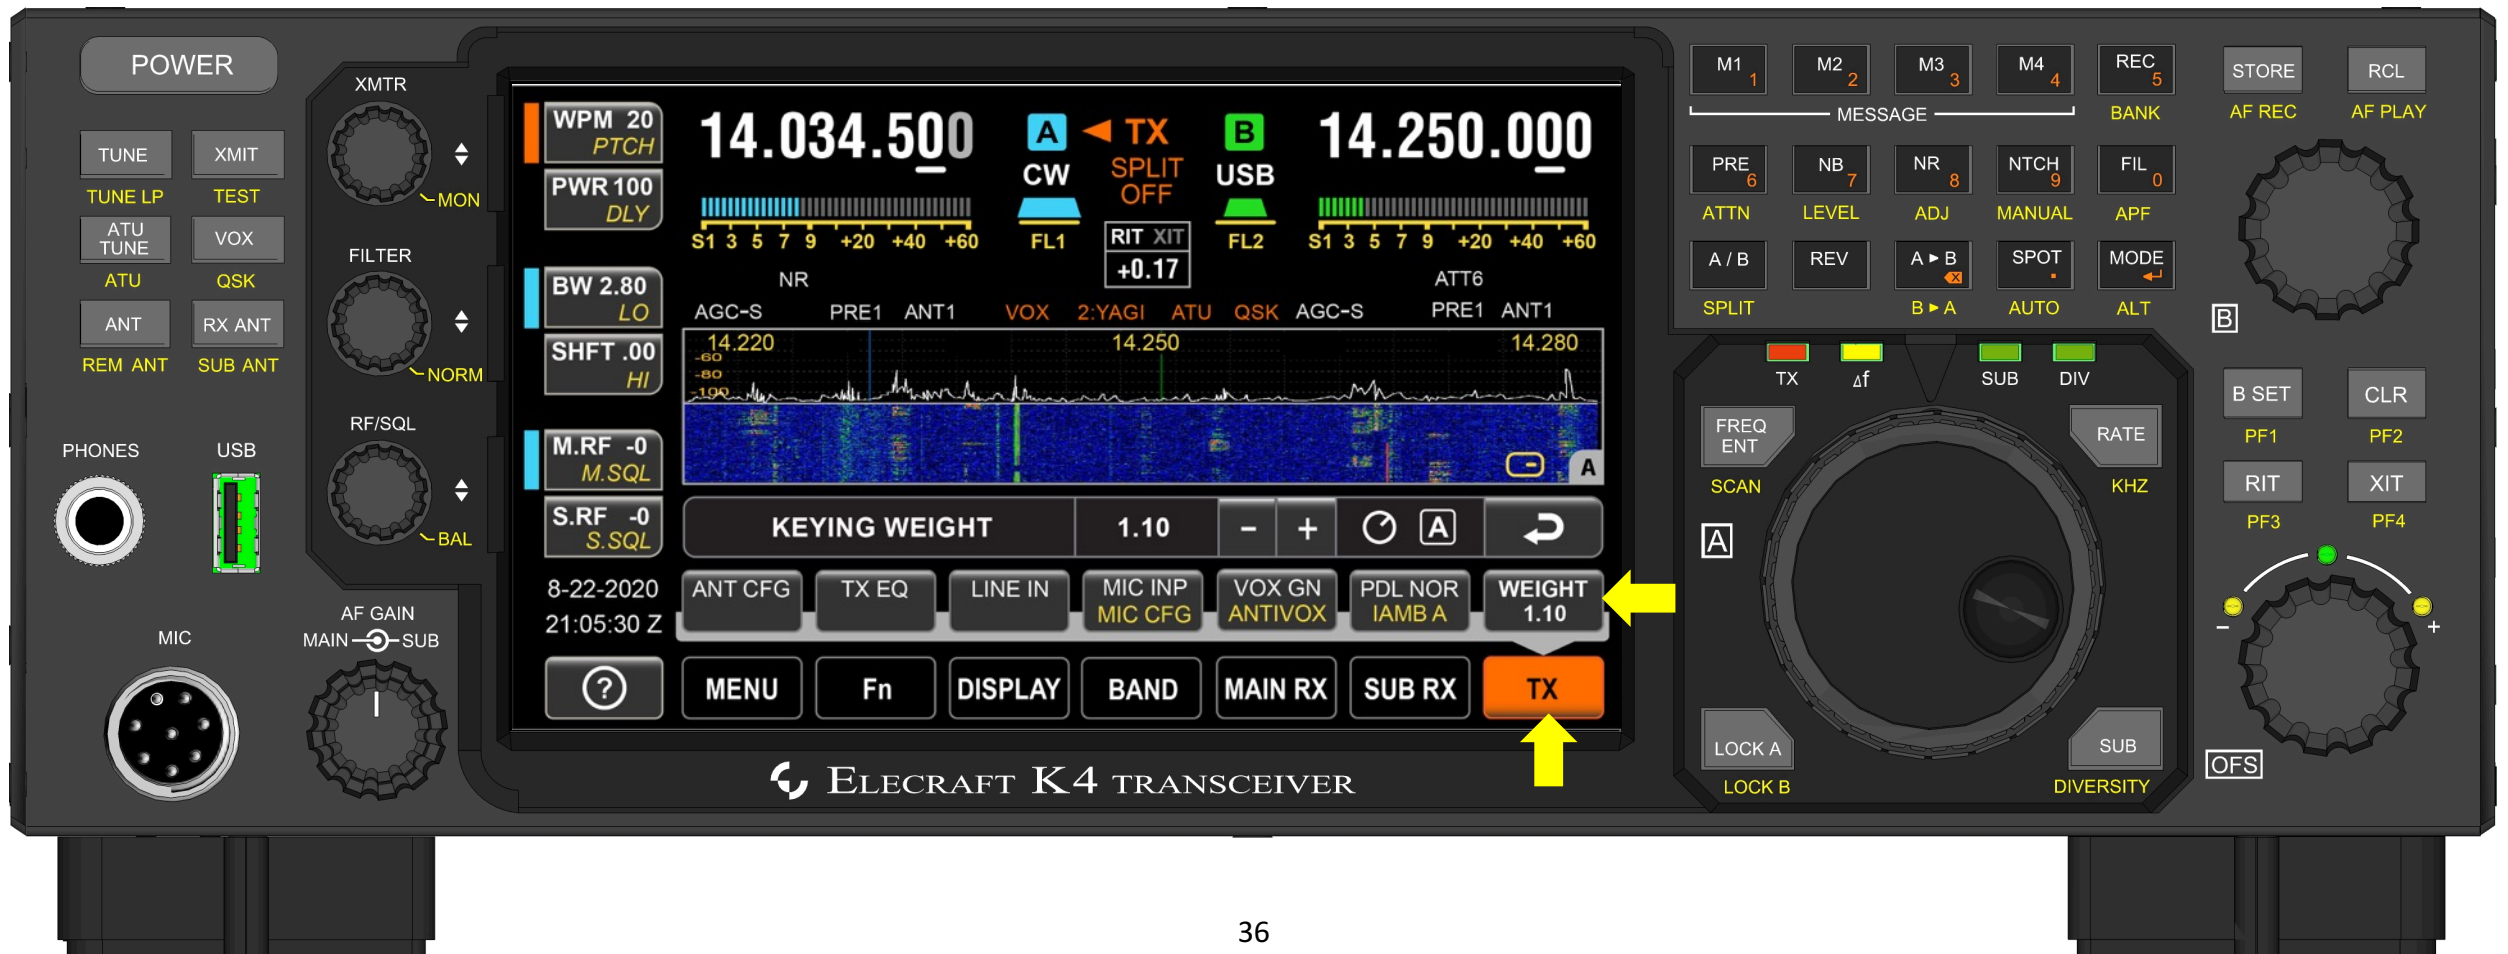 POWER
TUNE XMIT
TUNE LP TEST
ATU TUNE VOX
ATU QSK
ANT RX ANT
REM ANT SUB ANT
PHONES USB
MIC
XMTR
MON
FILTER
NORM
RF/SQL
BAL
AF GAIN
MAIN SUB
WPM 20
PTCH
PWR 100
DLY
BW 2.80
LO
SHFT .00
HI
M.RF -0
M.SQL
S.RF -0
S.SQL
8-22-2020
21:05:30 Z
?
14.034.500 A TX B 14.250.000
CW SPLIT OFF USB
S1 3 5 7 9 +20 +40 +60 FL1 RIT XIT FL2 S1 3 5 7 9 +20 +40 +60
+0.17
NR ATT6
AGC-S PRE1 ANT1 VOX 2:YAGI ATU QSK AGC-S PRE1 ANT1
14.220 14.250 14.280
-60
-80
-100
A
KEYING WEIGHT 1.10 - + A
ANT CFG TX EQ LINE IN MIC INP VOX GN PDL NOR WEIGHT
MIC CFG ANTIVOX IAMB A 1.10
MENU Fn DISPLAY BAND MAIN RX SUB RX TX
ELECRAFT K4 TRANSCEIVER
M1 1 M2 2 M3 3 M4 4 REC 5
MESSAGE BANK
PRE 6 NB 7 NR 8 NTCH 9 FIL 0
ATTN LEVEL ADJ MANUAL APF
A / B REV A ▸ B SPOT . MODE
SPLIT B ▸ A AUTO ALT
TX Δf SUB DIV
FREQ ENT RATE
SCAN KHZ
A
LOCK A SUB
LOCK B DIVERSITY
STORE RCL
AF REC AF PLAY
B
B SET CLR
PF1 PF2
RIT XIT
PF3 PF4
- +
OFS
36